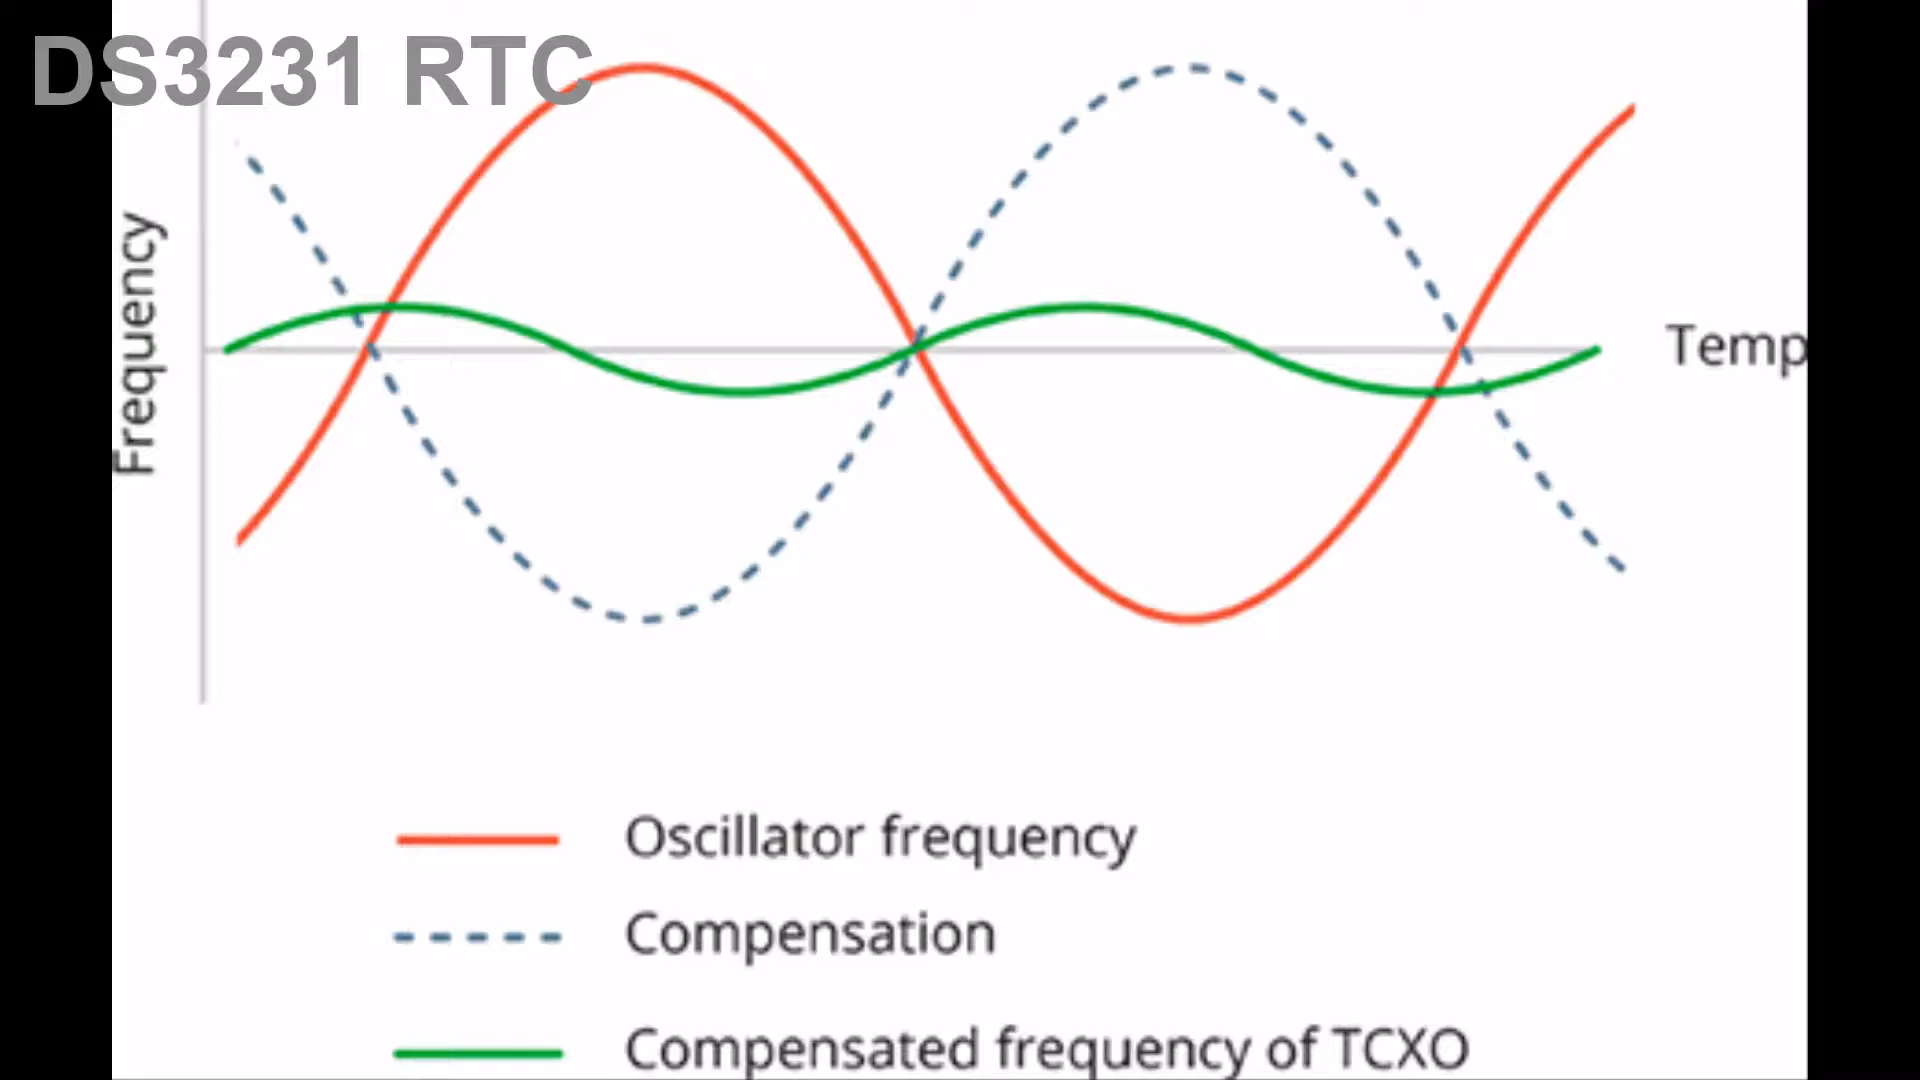 DS3231 RTC
Frequency
Temp
Oscillator frequency
Compensation
Compensated frequency of TCXO